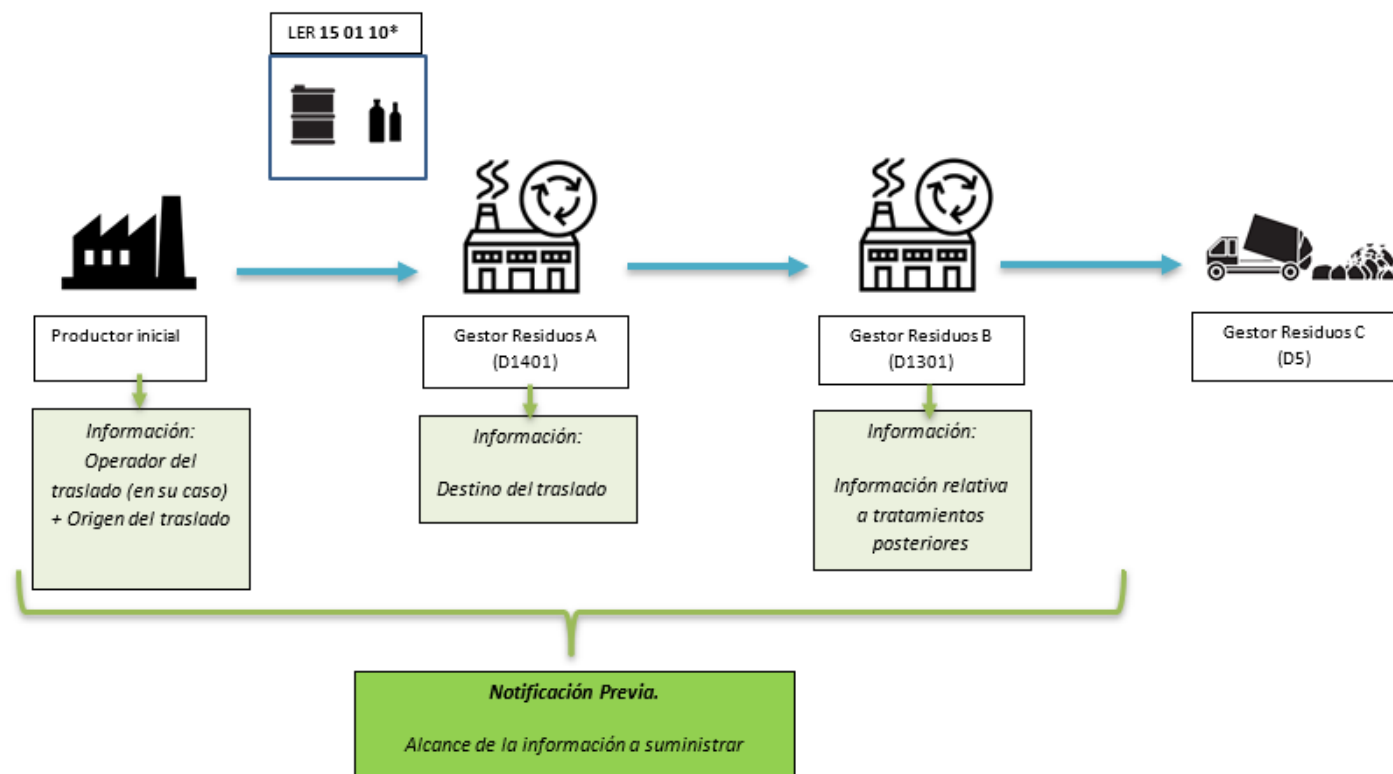 LER 15 01 10*
Productor inicial
Gestor Residuos A
(D1401)
Gestor Residuos B
(D1301)
Gestor Residuos C
(D5)
Información:
Operador del
traslado (en su caso)
+ Origen del traslado
Información:
Destino del traslado
Información:
Información relativa
a tratamientos
posteriores
Notificación Previa.
Alcance de la información a suministrar